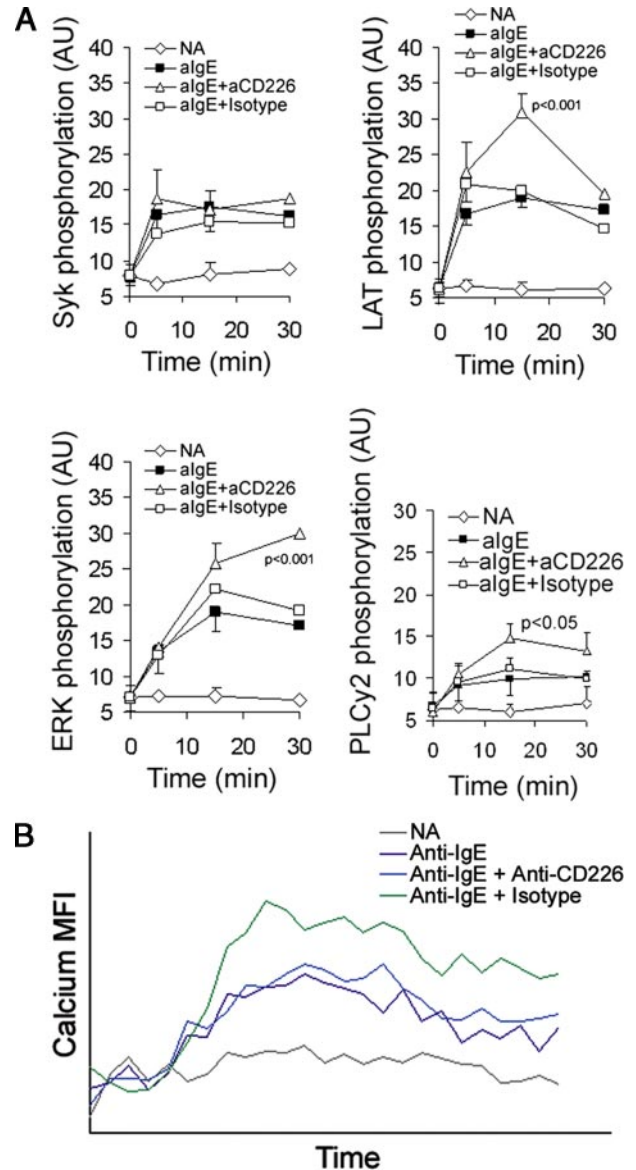 A
Syk phosphorylation (AU)
40
35
30
25
20
15
10
5
0 10 20 30
Time (min)
NA
aIgE
aIgE+aCD226
aIgE+Isotype
LAT phosphorylation (AU)
40
35
30
25
20
15
10
5
0 10 20 30
Time (min)
NA
aIgE
aIgE+aCD226
aIgE+Isotype
p<0.001
ERK phosphorylation (AU)
40
35
30
25
20
15
10
5
0 10 20 30
Time (min)
NA
aIgE
aIgE+aCD226
aIgE+Isotype
p<0.001
PLCy2 phosphorylation (AU)
30
25
20
15
10
5
0 10 20 30
Time (min)
NA
aIgE
aIgE+aCD226
aIgE+Isotype
p<0.05
B
Calcium MFI
NA
Anti-IgE
Anti-IgE + Anti-CD226
Anti-IgE + Isotype
Time